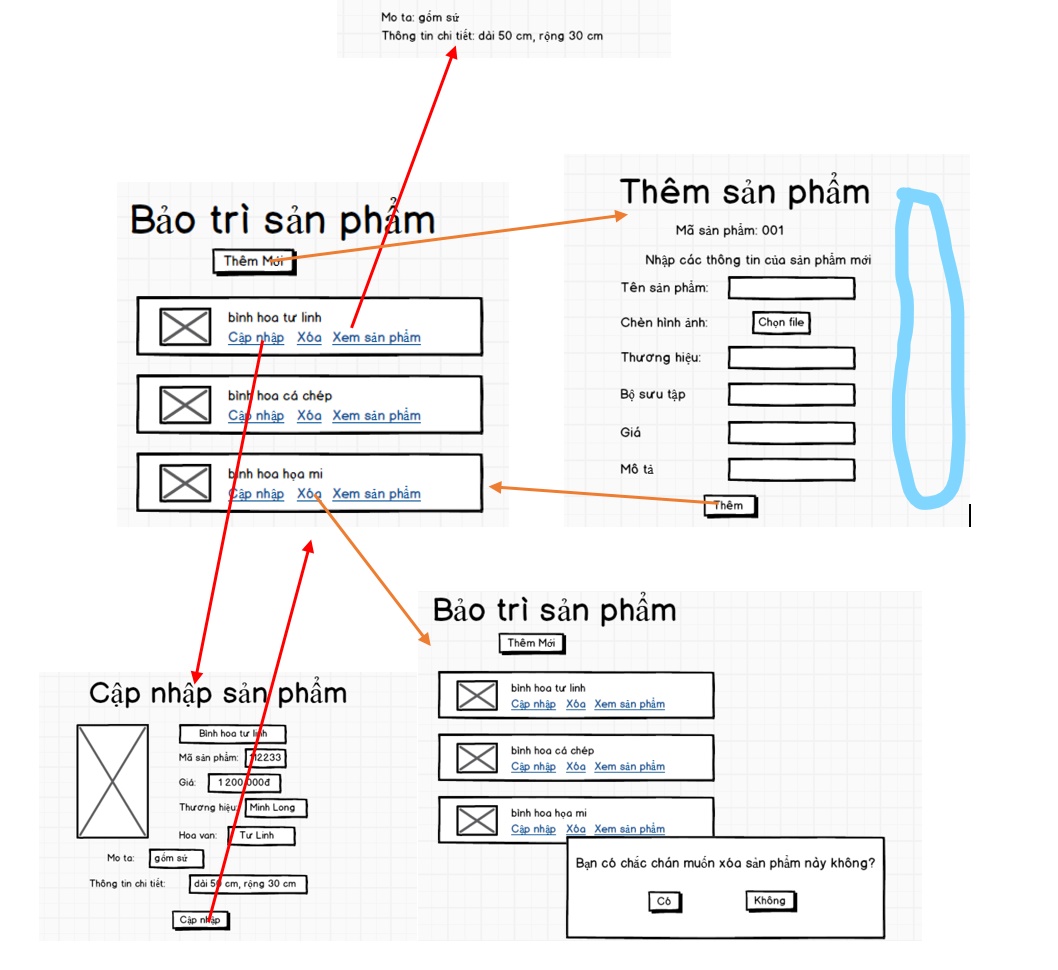 Mo ta: gốm sứ
Thông tin chi tiết: dài 50 cm, rộng 30 cm
Bảo trì sản phẩm
Thêm Mới
bình hoa tư linh
Cập nhập Xóa Xem sản phẩm
bình hoa cá chép
Cập nhập Xóa Xem sản phẩm
bình hoa họa mi
Cập nhập Xóa Xem sản phẩm
Thêm sản phẩm
Mã sản phẩm: 001
Nhập các thông tin của sản phẩm mới
Tên sản phẩm:
Chèn hình ảnh: Chọn file
Thương hiệu:
Bộ sưu tập
Giá
Mô tả
Thêm
Cập nhập sản phẩm
Bình hoa tư linh
Mã sản phẩm: 112233
Giá: 1 200 000đ
Thương hiệu: Minh Long
Hoa van: Tư Linh
Mo ta: gốm sứ
Thông tin chi tiết: dài 50 cm, rộng 30 cm
Cập nhập
Bảo trì sản phẩm
Thêm Mới
bình hoa tư linh
Cập nhập Xóa Xem sản phẩm
bình hoa cá chép
Cập nhập Xóa Xem sản phẩm
bình hoa họa mi
Cập nhập Xóa Xem sản phẩm
Bạn có chắc chán muốn xóa sản phẩm này không?
Có Không